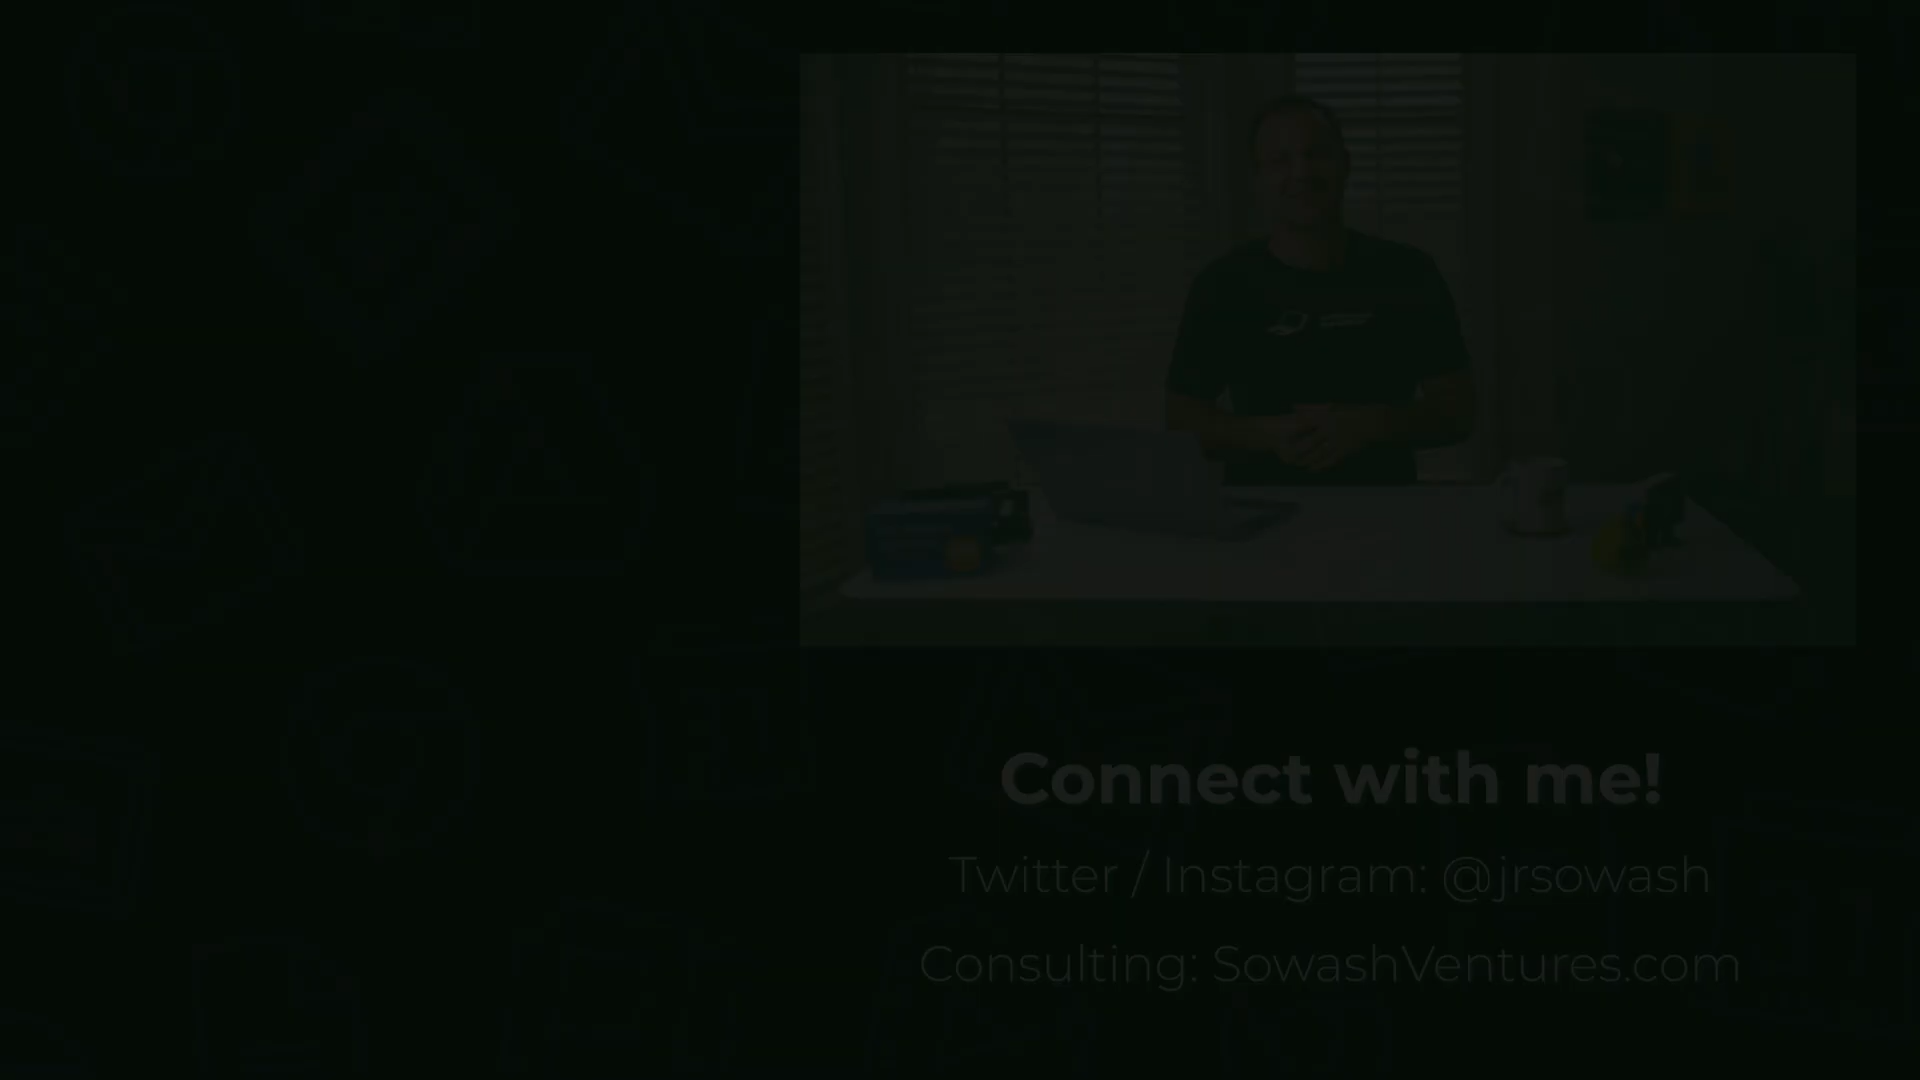 Connect with me!
Twitter / Instagram: @jrsowash
Consulting: SowashVentures.com